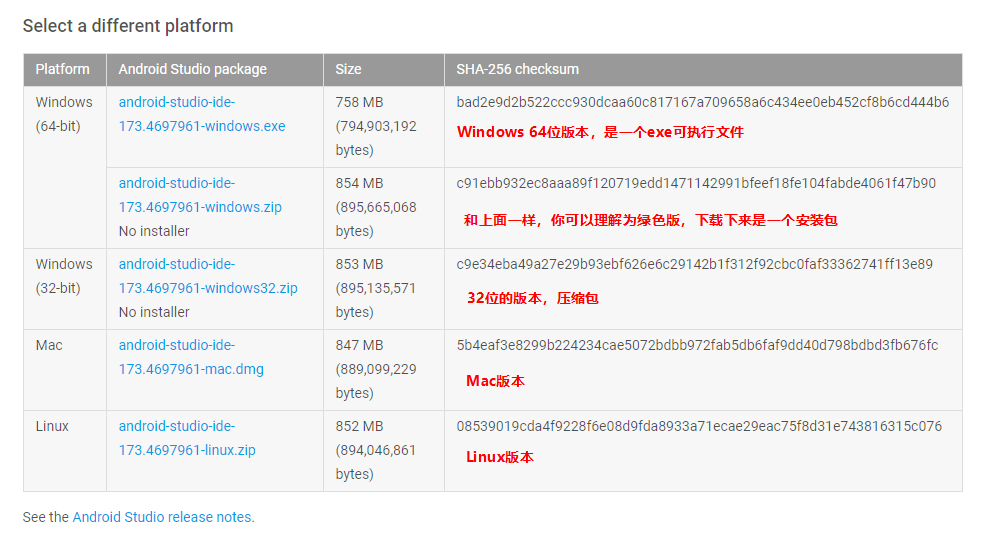 Select a different platform
Platform Android Studio package Size SHA-256 checksum
Windows android-studio-ide- 758 MB bad2e9d2b522ccc930dcaa60c817167a709658a6c434ee0eb452cf8b6cd444b6
(64-bit) 173.4697961-windows.exe (794,903,192 Windows 64位版本，是一个exe可执行文件
bytes)
android-studio-ide- 854 MB c91ebb932ec8aaa89f120719edd1471142991bfeef18fe104fabde4061f47b90
173.4697961-windows.zip (895,665,068 和上面一样，你可以理解为绿色版，下载下来是一个安装包
No installer bytes)
Windows android-studio-ide- 853 MB c9e34eba49a27e29b93ebf626e6c29142b1f312f92cbc0faf33362741ff13e89
(32-bit) 173.4697961-windows32.zip (895,135,571 32位的版本，压缩包
No installer bytes)
Mac android-studio-ide- 847 MB 5b4eaf3e8299b224234cae5072bdbb972fab5db6faf9dd40d798bdbd3fb676fc
173.4697961-mac.dmg (889,099,229 Mac版本
bytes)
Linux android-studio-ide- 852 MB 08539019cda4f9228f6e08d9fda8933a71ecae29eac75f8d31e743816315c076
173.4697961-linux.zip (894,046,861 Linux版本
bytes)
See the Android Studio release notes.